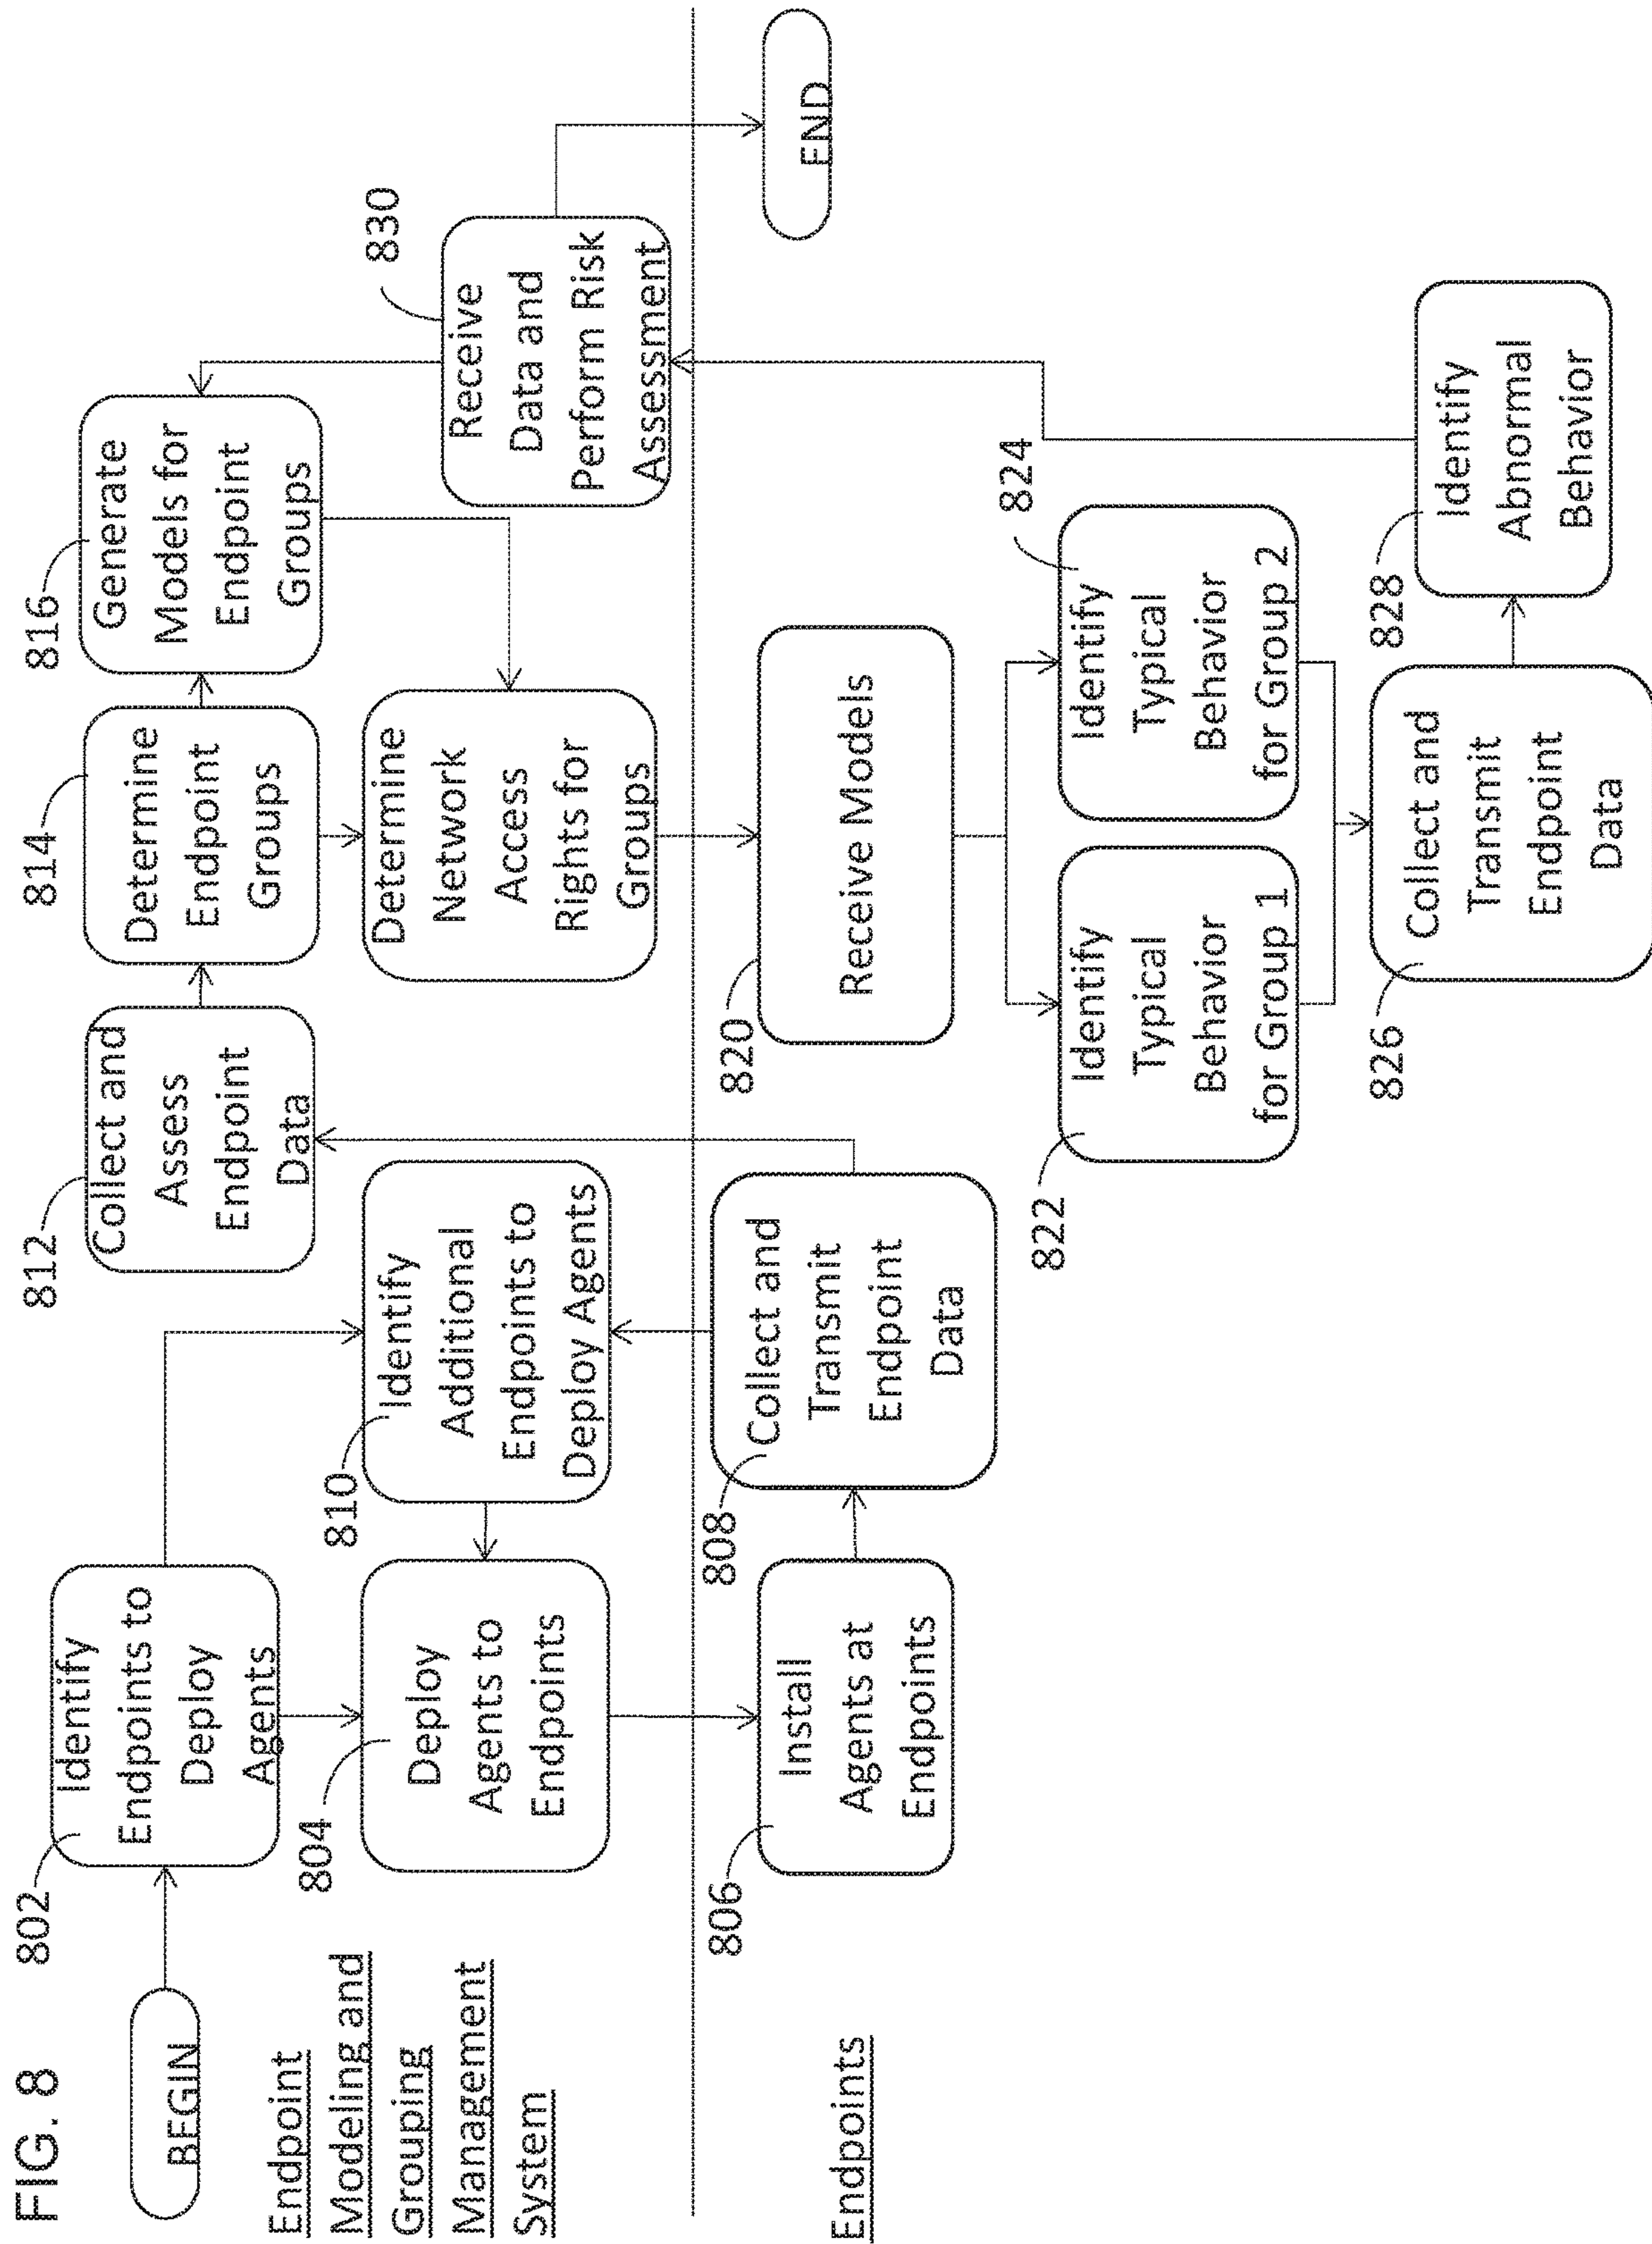 FIG. 8
BEGIN
Endpoint
Modeling and
Grouping
Management
System
Endpoints
802
Identify
Endpoints to
Deploy
Agents
804
Deploy
Agents to
Endpoints
806
Install
Agents at
Endpoints
808
Collect and
Transmit
Endpoint
Data
810
Identify
Additional
Endpoints to
Deploy Agents
812
Collect and
Assess
Endpoint
Data
814
Determine
Endpoint
Groups
816
Generate
Models for
Endpoint
Groups
Determine
Network
Access
Rights for
Groups
820
Receive Models
822
Identify
Typical
Behavior
for Group 1
824
Identify
Typical
Behavior
for Group 2
826
Collect and
Transmit
Endpoint
Data
828
Identify
Abnormal
Behavior
830
Receive
Data and
Perform Risk
Assessment
END